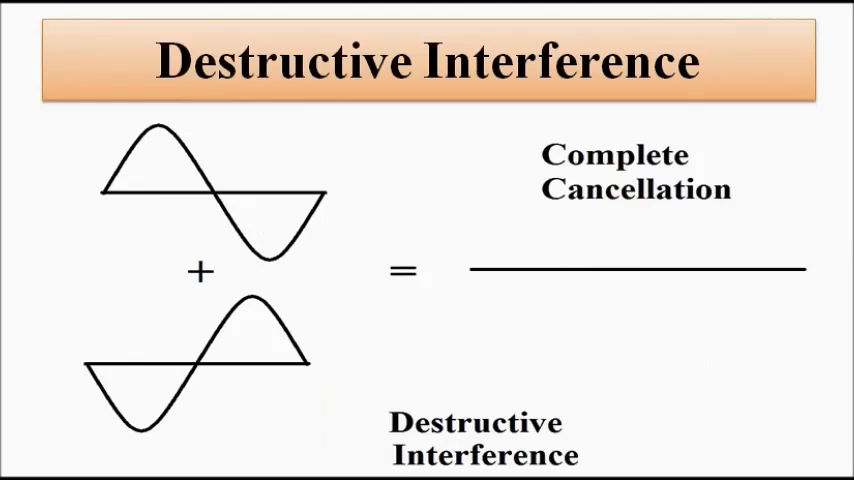 Destructive Interference
Complete
Cancellation
+
=
Destructive
Interference